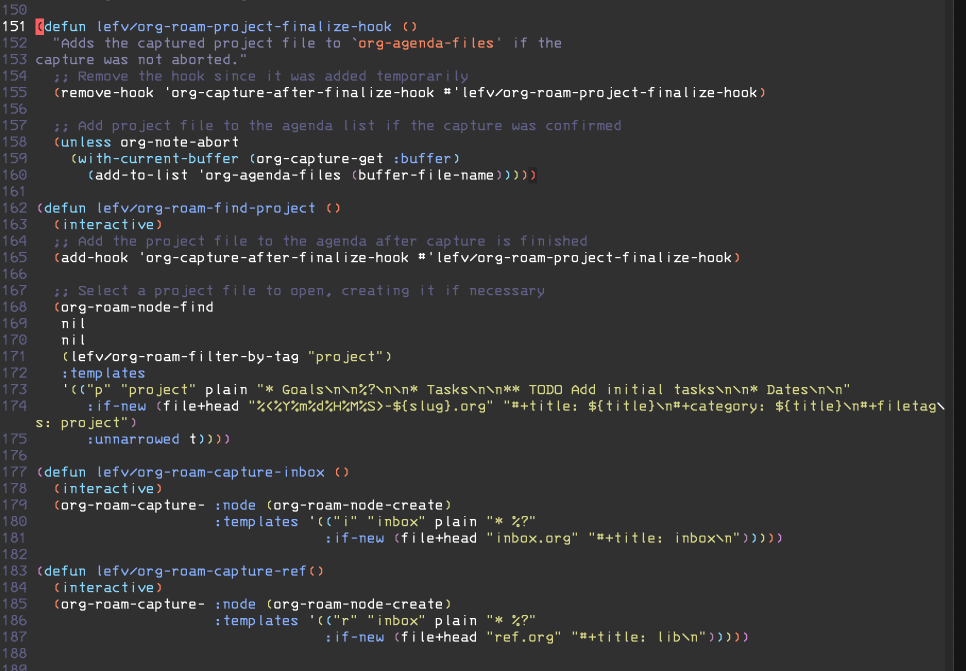 150
151 (defun lefv/org-roam-project-finalize-hook ()
152   "Adds the captured project file to `org-agenda-files' if the
153 capture was not aborted."
154   ;; Remove the hook since it was added temporarily
155   (remove-hook 'org-capture-after-finalize-hook #'lefv/org-roam-project-finalize-hook)
156
157   ;; Add project file to the agenda list if the capture was confirmed
158   (unless org-note-abort
159     (with-current-buffer (org-capture-get :buffer)
160       (add-to-list 'org-agenda-files (buffer-file-name)))))
161
162 (defun lefv/org-roam-find-project ()
163   (interactive)
164   ;; Add the project file to the agenda after capture is finished
165   (add-hook 'org-capture-after-finalize-hook #'lefv/org-roam-project-finalize-hook)
166
167   ;; Select a project file to open, creating it if necessary
168   (org-roam-node-find
169    nil
170    nil
171    (lefv/org-roam-filter-by-tag "project")
172    :templates
173    '(("p" "project" plain "* Goals\n\n%?\n\n* Tasks\n\n** TODO Add initial tasks\n\n* Dates\n\n"
174       :if-new (file+head "%<%Y%m%d%H%M%S>-${slug}.org" "#+title: ${title}\n#+category: ${title}\n#+filetag\
s: project")
175       :unnarrowed t))))
176
177 (defun lefv/org-roam-capture-inbox ()
178   (interactive)
179   (org-roam-capture- :node (org-roam-node-create)
180                      :templates '(("i" "inbox" plain "* %?"
181                                   :if-new (file+head "inbox.org" "#+title: inbox\n")))))
182
183 (defun lefv/org-roam-capture-ref()
184   (interactive)
185   (org-roam-capture- :node (org-roam-node-create)
186                      :templates '(("r" "inbox" plain "* %?"
187                                   :if-new (file+head "ref.org" "#+title: lib\n")))))
188
189